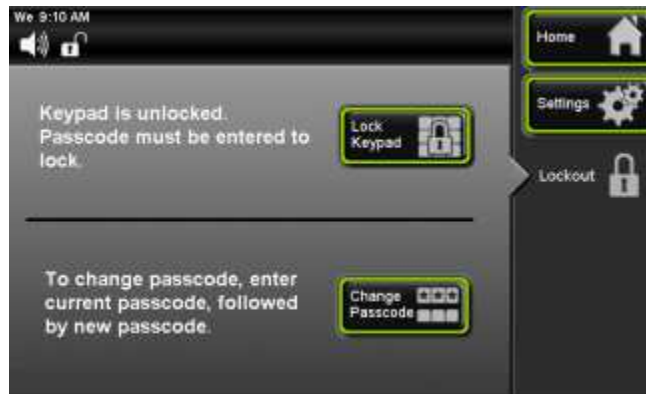 We 9:10 AM
Keypad is unlocked.
Passcode must be entered to
lock.
Lock
Keypad
To change passcode, enter
current passcode, followed
by new passcode.
Change
Passcode
Home
Settings
Lockout